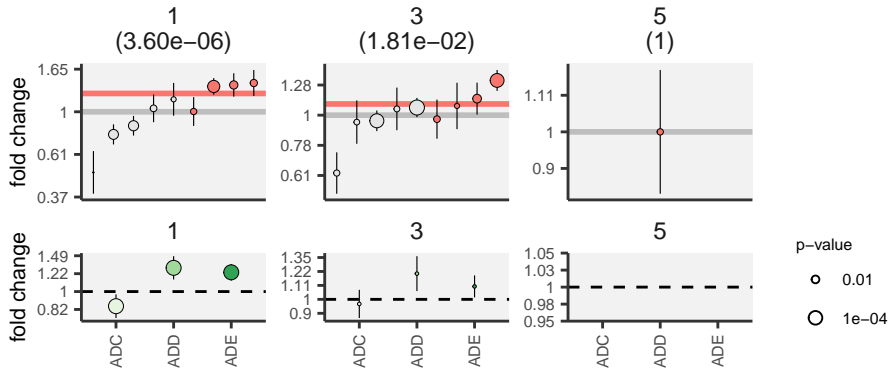 1
(3.60e−06)
3
(1.81e−02)
5
(1)
fold change
1.65
1
0.61
0.37
1.28
1
0.78
0.61
1.11
1
0.9
1
3
5
fold change
1.49
1.22
1
0.82
1.35
1.22
1.11
1
0.9
1.05
1.03
1
0.98
0.95
ADC
ADD
ADE
ADC
ADD
ADE
ADC
ADD
ADE
p−value
0.01
1e−04